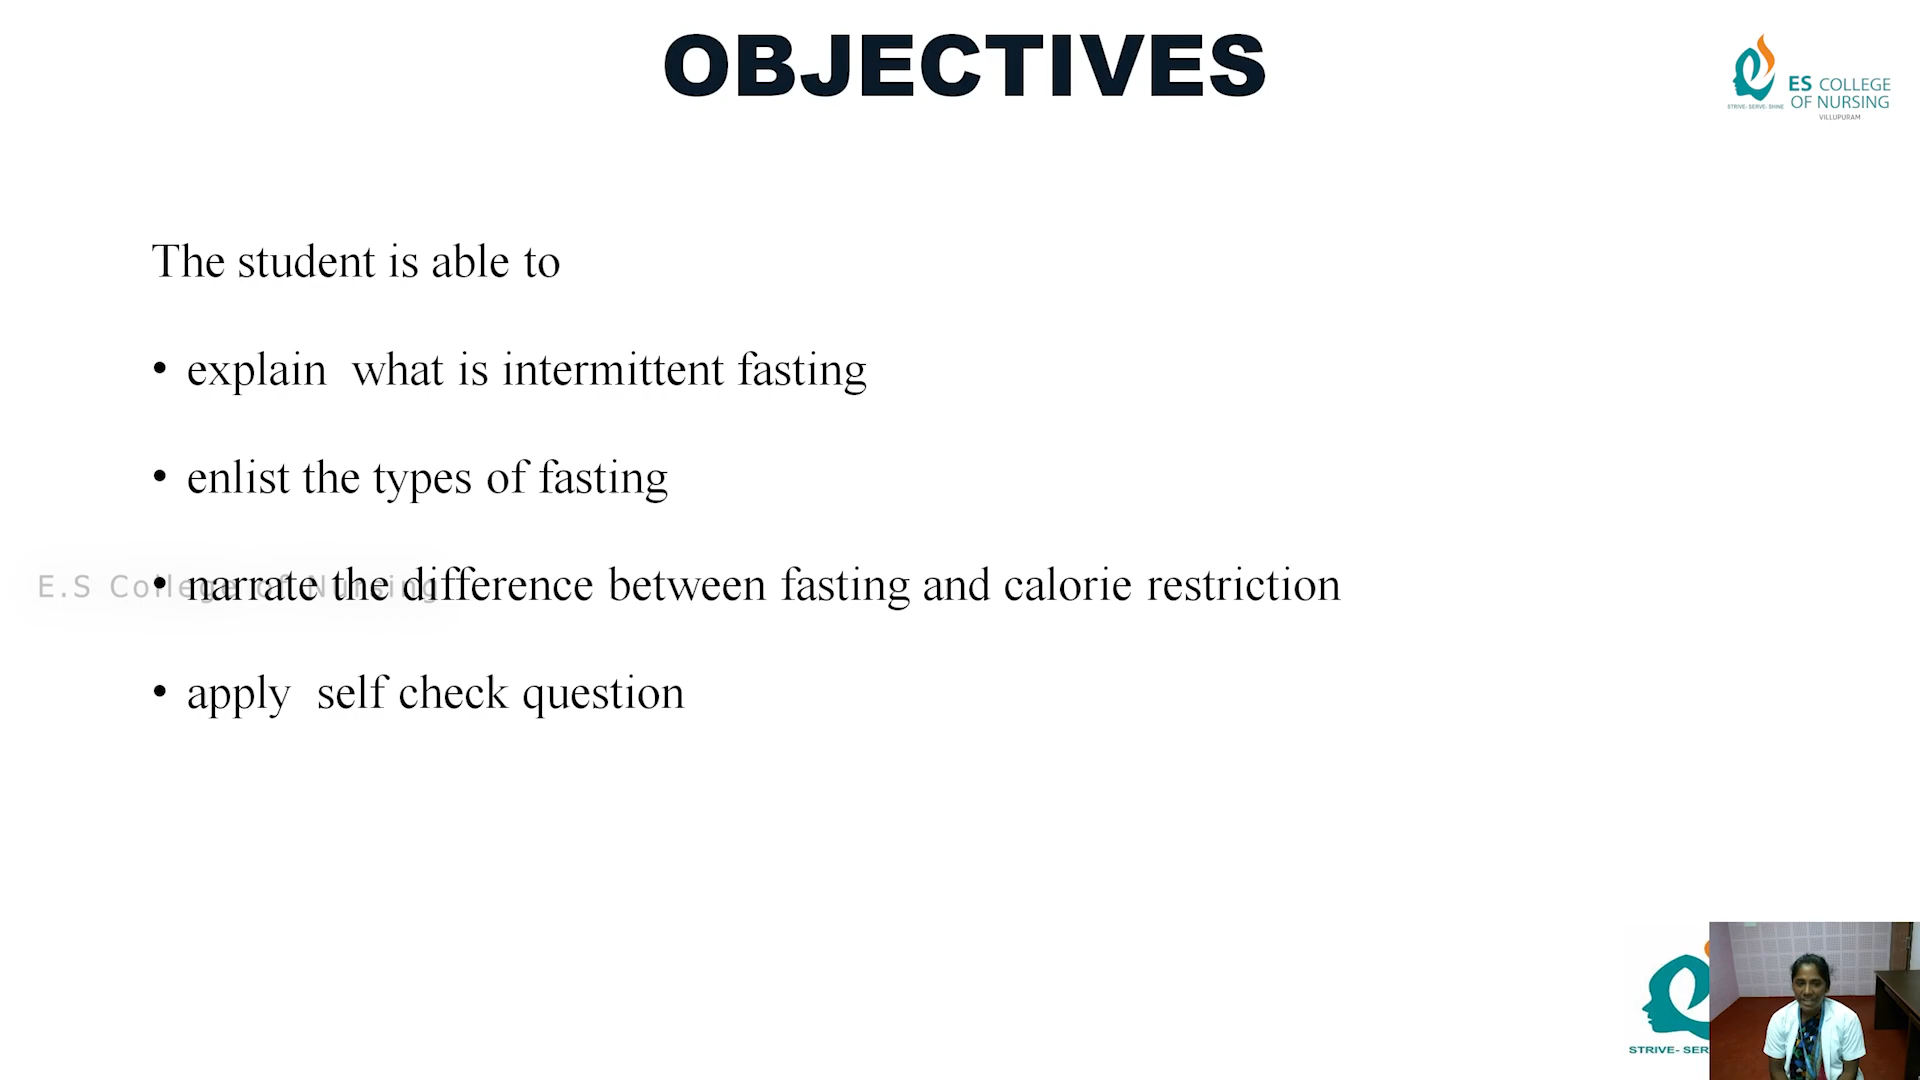 OBJECTIVES
STRIVE- SERVE- SHINE
ES COLLEGE
OF NURSING
VILLUPURAM
The student is able to
• explain what is intermittent fasting
• enlist the types of fasting
E.S College of Nursing
• narrate the difference between fasting and calorie restriction
• apply self check question
STRIVE- SER